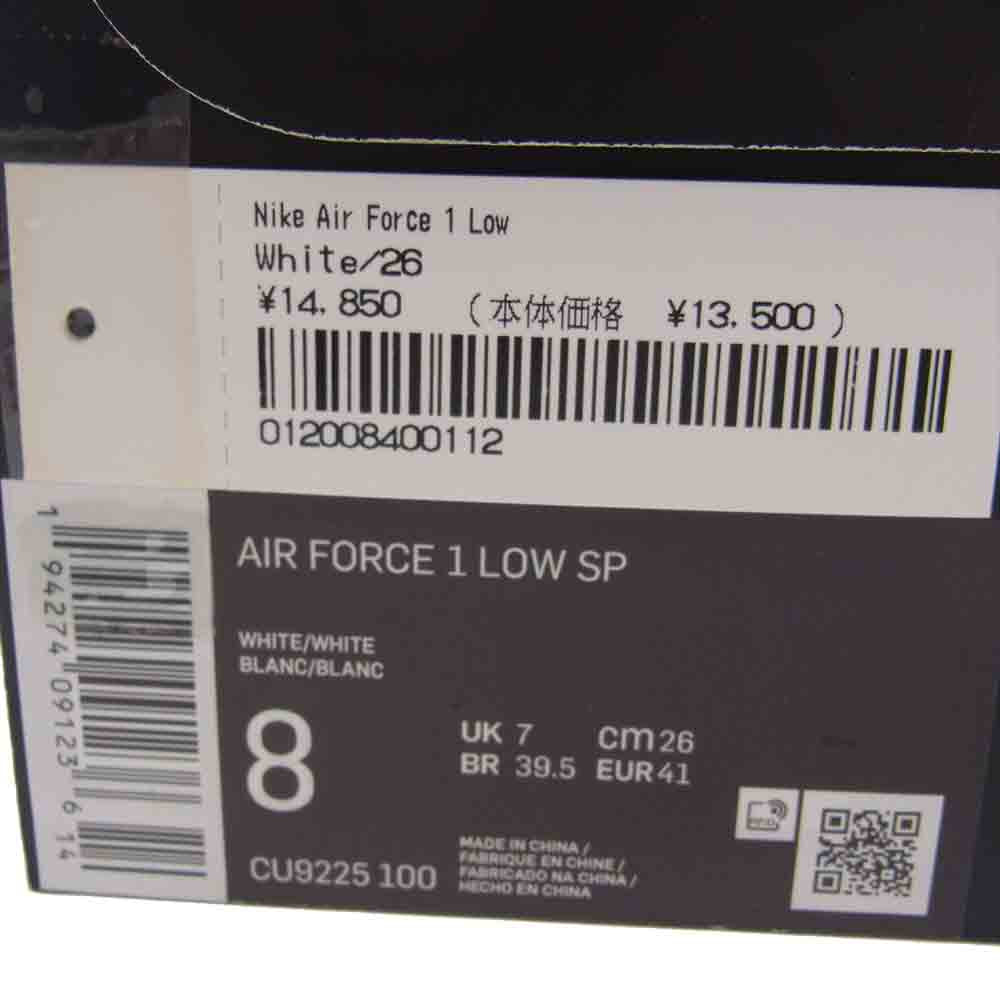 Nike Air Force 1 Low
White/26
¥14.850 (本体価格 ¥13.500)
012008400112
1 94274 09123 6 14
AIR FORCE 1 LOW SP
WHITE/WHITE
BLANC/BLANC
8
UK 7 cm 26
BR 39.5 EUR 41
CU9225 100
MADE IN CHINA /
FABRIQUE EN CHINE /
FABRICADO NA CHINA /
HECHO EN CHINA
RFID